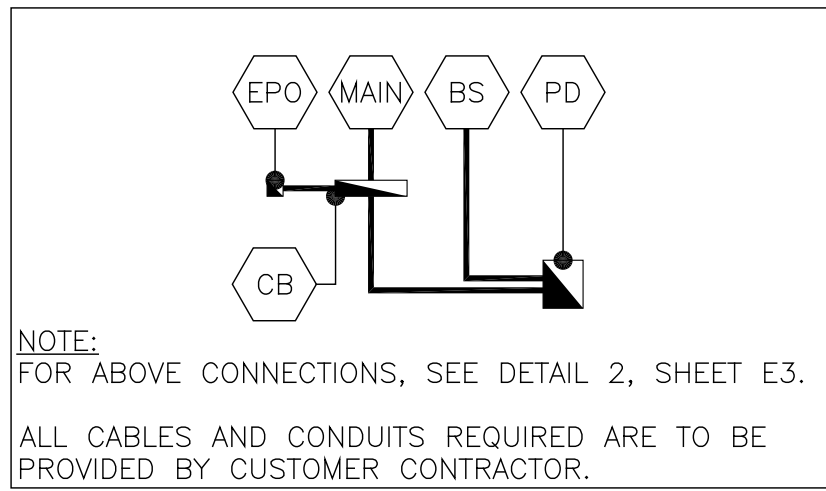 EPO MAIN BS PD
CB
NOTE:
FOR ABOVE CONNECTIONS, SEE DETAIL 2, SHEET E3.
ALL CABLES AND CONDUITS REQUIRED ARE TO BE
PROVIDED BY CUSTOMER CONTRACTOR.